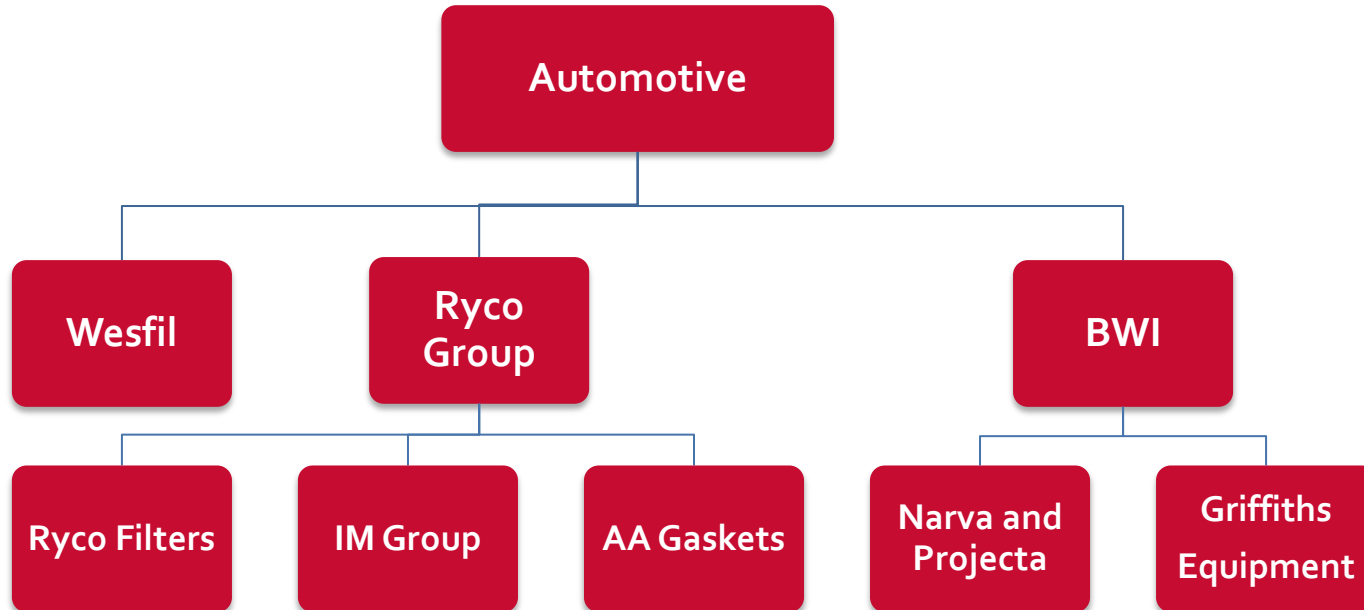 Automotive
Wesfil
Ryco
Group
BWI
Ryco Filters
IM Group
AA Gaskets
Narva and
Projecta
Griffiths
Equipment